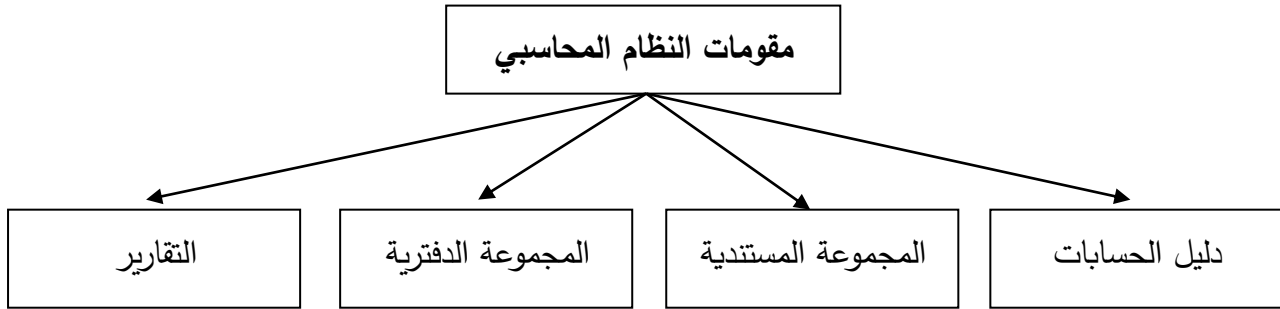 مقومات النظام المحاسبي
دليل الحسابات
المجموعة المستندية
المجموعة الدفترية
التقارير